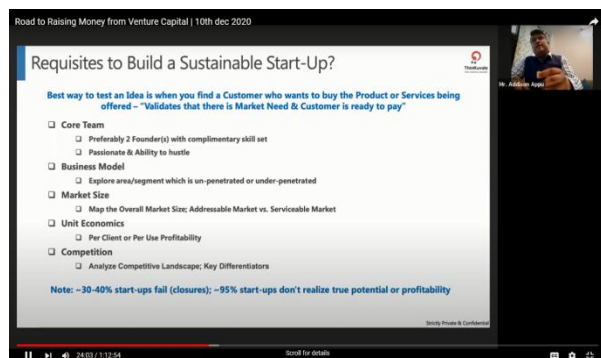 Road to Raising Money from Venture Capital | 10th dec 2020
Requisites to Build a Sustainable Start-Up?
ThinKuvate
Mr. Addison Appu
Best way to test an Idea is when you find a Customer who wants to buy the Product or Services being
offered – "Validates that there is Market Need & Customer is ready to pay"
Core Team
Preferably 2 Founder(s) with complimentary skill set
Passionate & Ability to hustle
Business Model
Explore area/segment which is un-penetrated or under-penetrated
Market Size
Map the Overall Market Size; Addressable Market vs. Serviceable Market
Unit Economics
Per Client or Per Use Profitability
Competition
Analyze Competitive Landscape; Key Differentiators
Note: ~30-40% start-ups fail (closures); ~95% start-ups don't realize true potential or profitability
Strictly Private & Confidential
24:03 / 1:12:54
Scroll for details